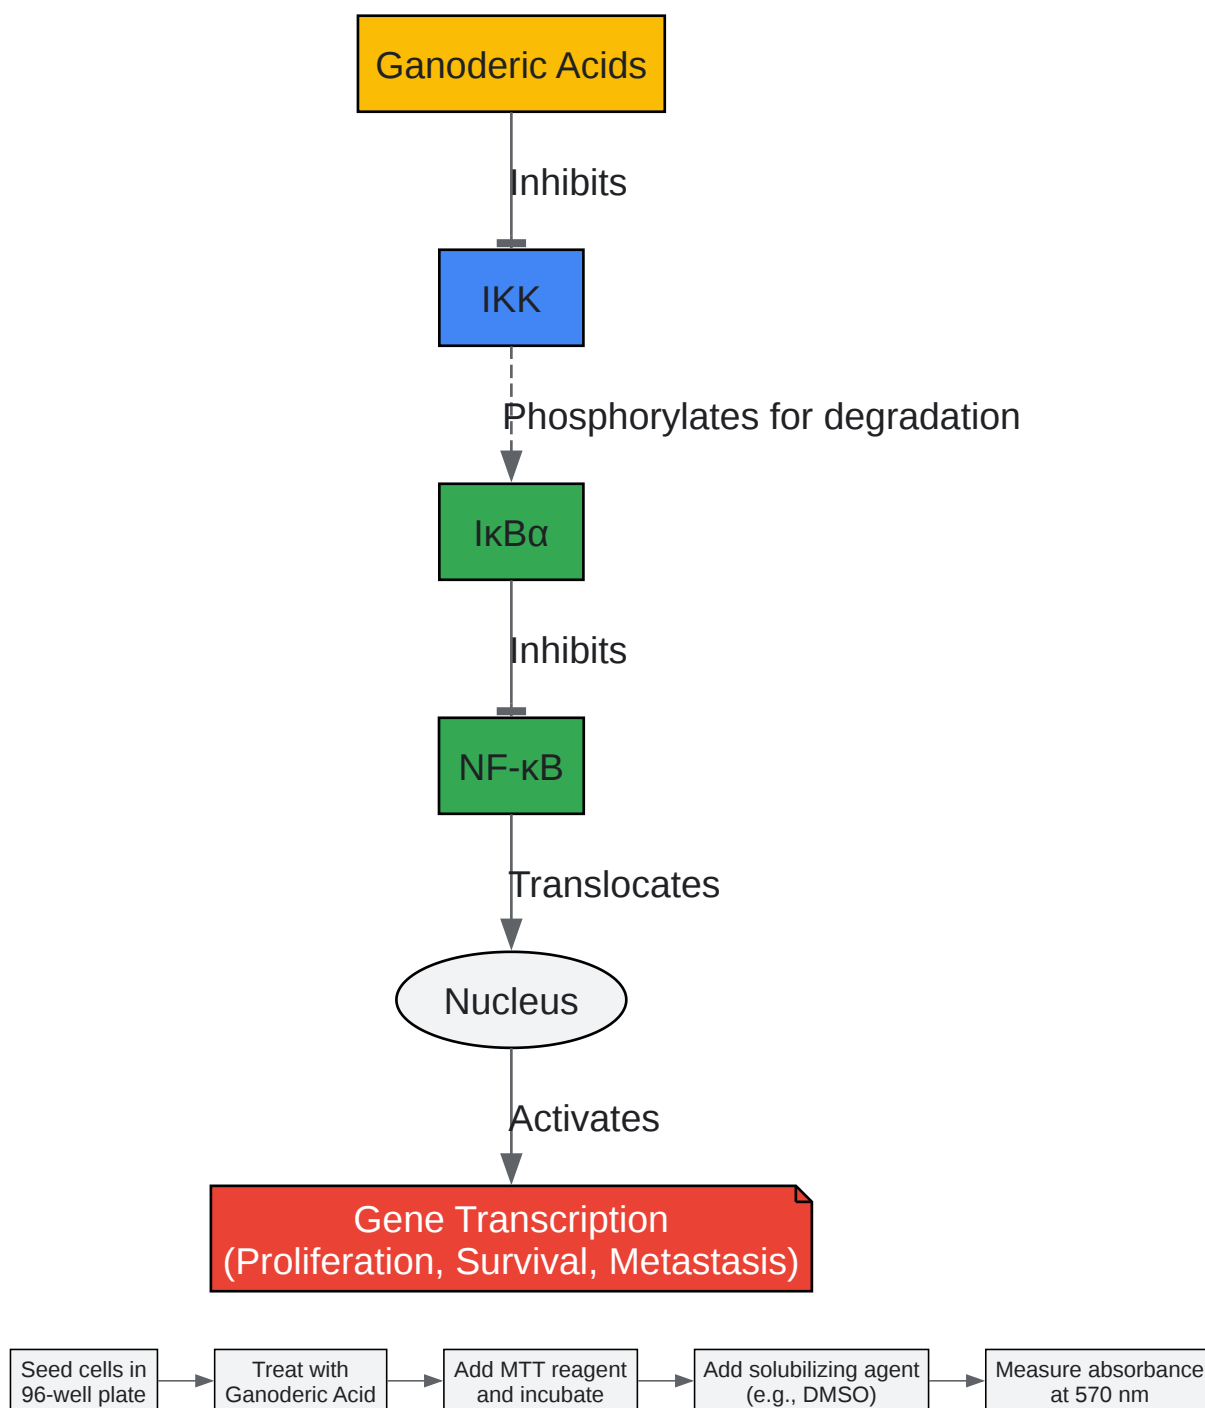 Ganoderic Acids
Inhibits
IKK
Phosphorylates for degradation
IκBα
Inhibits
NF-κB
Translocates
Nucleus
Activates
Gene Transcription
(Proliferation, Survival, Metastasis)
Seed cells in
96-well plate
Treat with
Ganoderic Acid
Add MTT reagent
and incubate
Add solubilizing agent
(e.g., DMSO)
Measure absorbance
at 570 nm